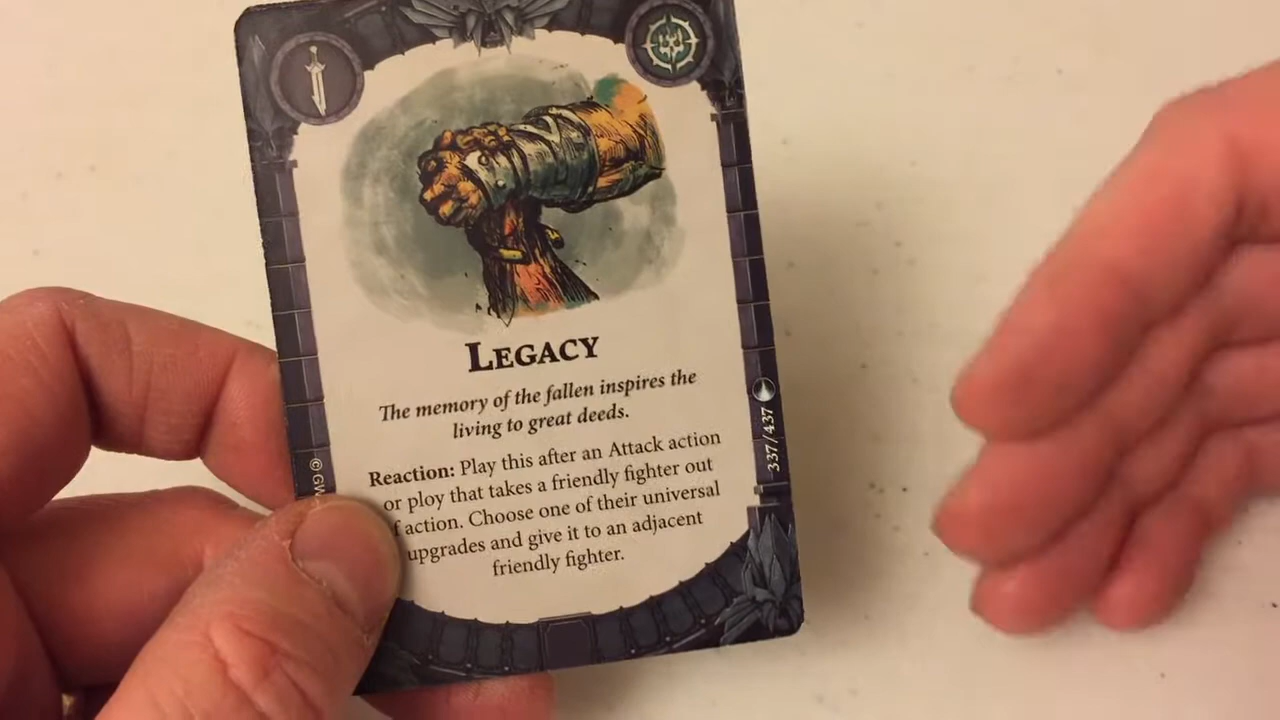 LEGACY
The memory of the fallen inspires the
living to great deeds.
Reaction: Play this after an Attack action
or ploy that takes a friendly fighter out
f action. Choose one of their universal
upgrades and give it to an adjacent
friendly fighter.
337/437
© GW